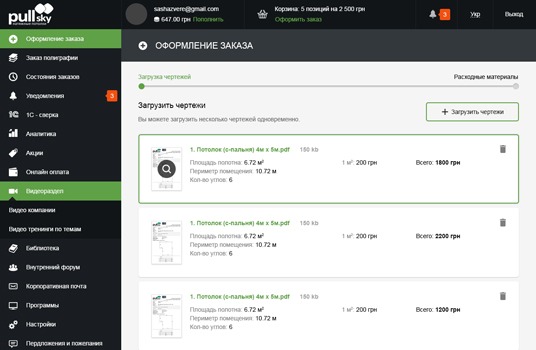 pullsky
sashazvere@gmail.com
647.00 грн Пополнить
Корзина: 5 позиций на 2 500 грн
Оформить заказ
3
Укр
Выход
Оформление заказа
Заказ полиграфии
Состояния заказов
Уведомления 3
1С - сверка
Аналитика
Акции
Онлайн оплата
Видеораздел
Видео компании
Видео тренинги по темам
Библиотека
Внутренний форум
Корпоративная почта
Программы
Настройки
Пердложения и пожелания
ОФОРМЛЕНИЕ ЗАКАЗА
Загрузка чертежей
Расходные материалы
Загрузить чертежи
Вы можете загрузить несколько чертежей одновременно.
+ Загрузить чертежи
1. Потолок (с-пальня) 4м х 5м.pdf 150 kb
Площадь полотна: 6.72 м²
1 м²: 200 грн
Всего: 1800 грн
Периметр помещения: 10.72 м
Кол-во углов: 6
1. Потолок (с-пальня) 4м х 5м.pdf 150 kb
Площадь полотна: 6.72 м²
1 м²: 200 грн
Всего: 2200 грн
Периметр помещения: 10.72 м
Кол-во углов: 6
1. Потолок (с-пальня) 4м х 5м.pdf 150 kb
Площадь полотна: 6.72 м²
1 м²: 200 грн
Всего: 1200 грн
Периметр помещения: 10.72 м
Кол-во углов: 6